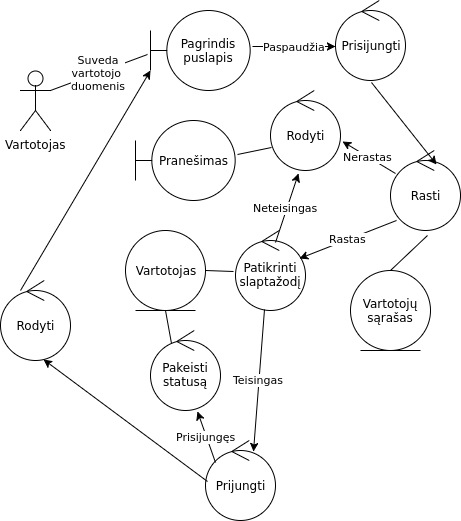 Pagrindis
puslapis
Paspaudžia
Prisijungti
Suveda
vartotojo
duomenis
Vartotojas
Rodyti
Pranešimas
Nerastas
Rasti
Neteisingas
Rastas
Vartotojas
Patikrinti
slaptažodį
Vartotojų
sąrašas
Rodyti
Pakeisti
statusą
Teisingas
Prisijungęs
Prijungti